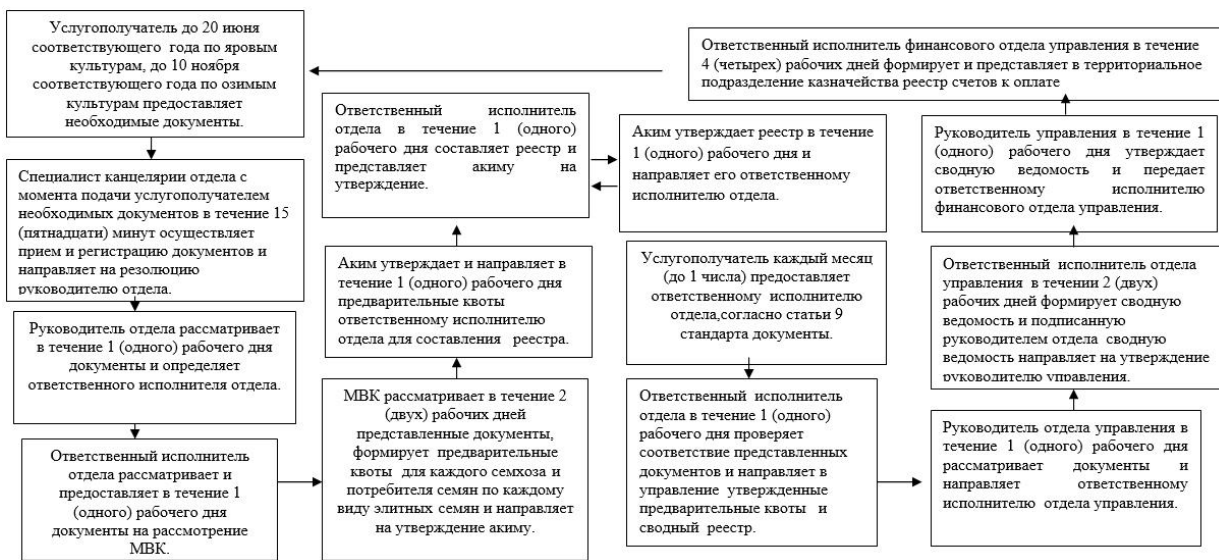 Услугополучатель до 20 июня
соответствующего года по яровым
культурам, до 10 ноября
соответствующего года по озимым
культурам предоставляет
необходимые документы.
Специалист канцелярии отдела с
момента подачи услугополучателем
необходимых документов в течение 15
(пятнадцати) минут осуществляет
прием и регистрацию документов и
направляет на резолюцию
руководителю отдела.
Руководитель отдела рассматривает
в течение 1 (одного) рабочего дня
документы и определяет
ответственного исполнителя отдела.
Ответственный исполнитель
отдела рассматривает и
предоставляет в течение 1
(одного) рабочего дня
документы на рассмотрение
МВК.
МВК рассматривает в течение 2
(двух) рабочих дней
представленные документы,
формирует предварительные
квоты для каждого семхоза и
потребителя семян по каждому
виду элитных семян и направляет
на утверждение акиму.
Аким утверждает и направляет в
течение 1 (одного) рабочего дня
предварительные квоты
ответственному исполнителю
отдела для составления реестра.
Ответственный исполнитель
отдела в течение 1 (одного)
рабочего дня составляет реестр и
представляет акиму на
утверждение.
Аким утверждает реестр в течение
1 (одного) рабочего дня и
направляет его ответственному
исполнителю отдела.
Услугополучатель каждый месяц
(до 1 числа) предоставляет
ответственному исполнителю
отдела,согласно статьи 9
стандарта документы.
Ответственный исполнитель
отдела в течение 1 (одного)
рабочего дня проверяет
соответствие представленных
документов и направляет в
управление утвержденные
предварительные квоты и
сводный реестр.
Руководитель отдела управления в
течение 1 (одного) рабочего дня
рассматривает документы и
направляет ответственному
исполнителю отдела управления.
Ответственный исполнитель отдела
управления в течении 2 (двух)
рабочих дней формирует сводную
ведомость и подписанную
руководителем отдела сводную
ведомость направляет на утверждение
руководителю управления.
Руководитель управления в течение 1
(одного) рабочего дня утверждает
сводную ведомость и передает
ответственному исполнителю
финансового отдела управления.
Ответственный исполнитель финансового отдела управления в течение
4 (четырех) рабочих дней формирует и представляет в территориальное
подразделение казначейства реестр счетов к оплате